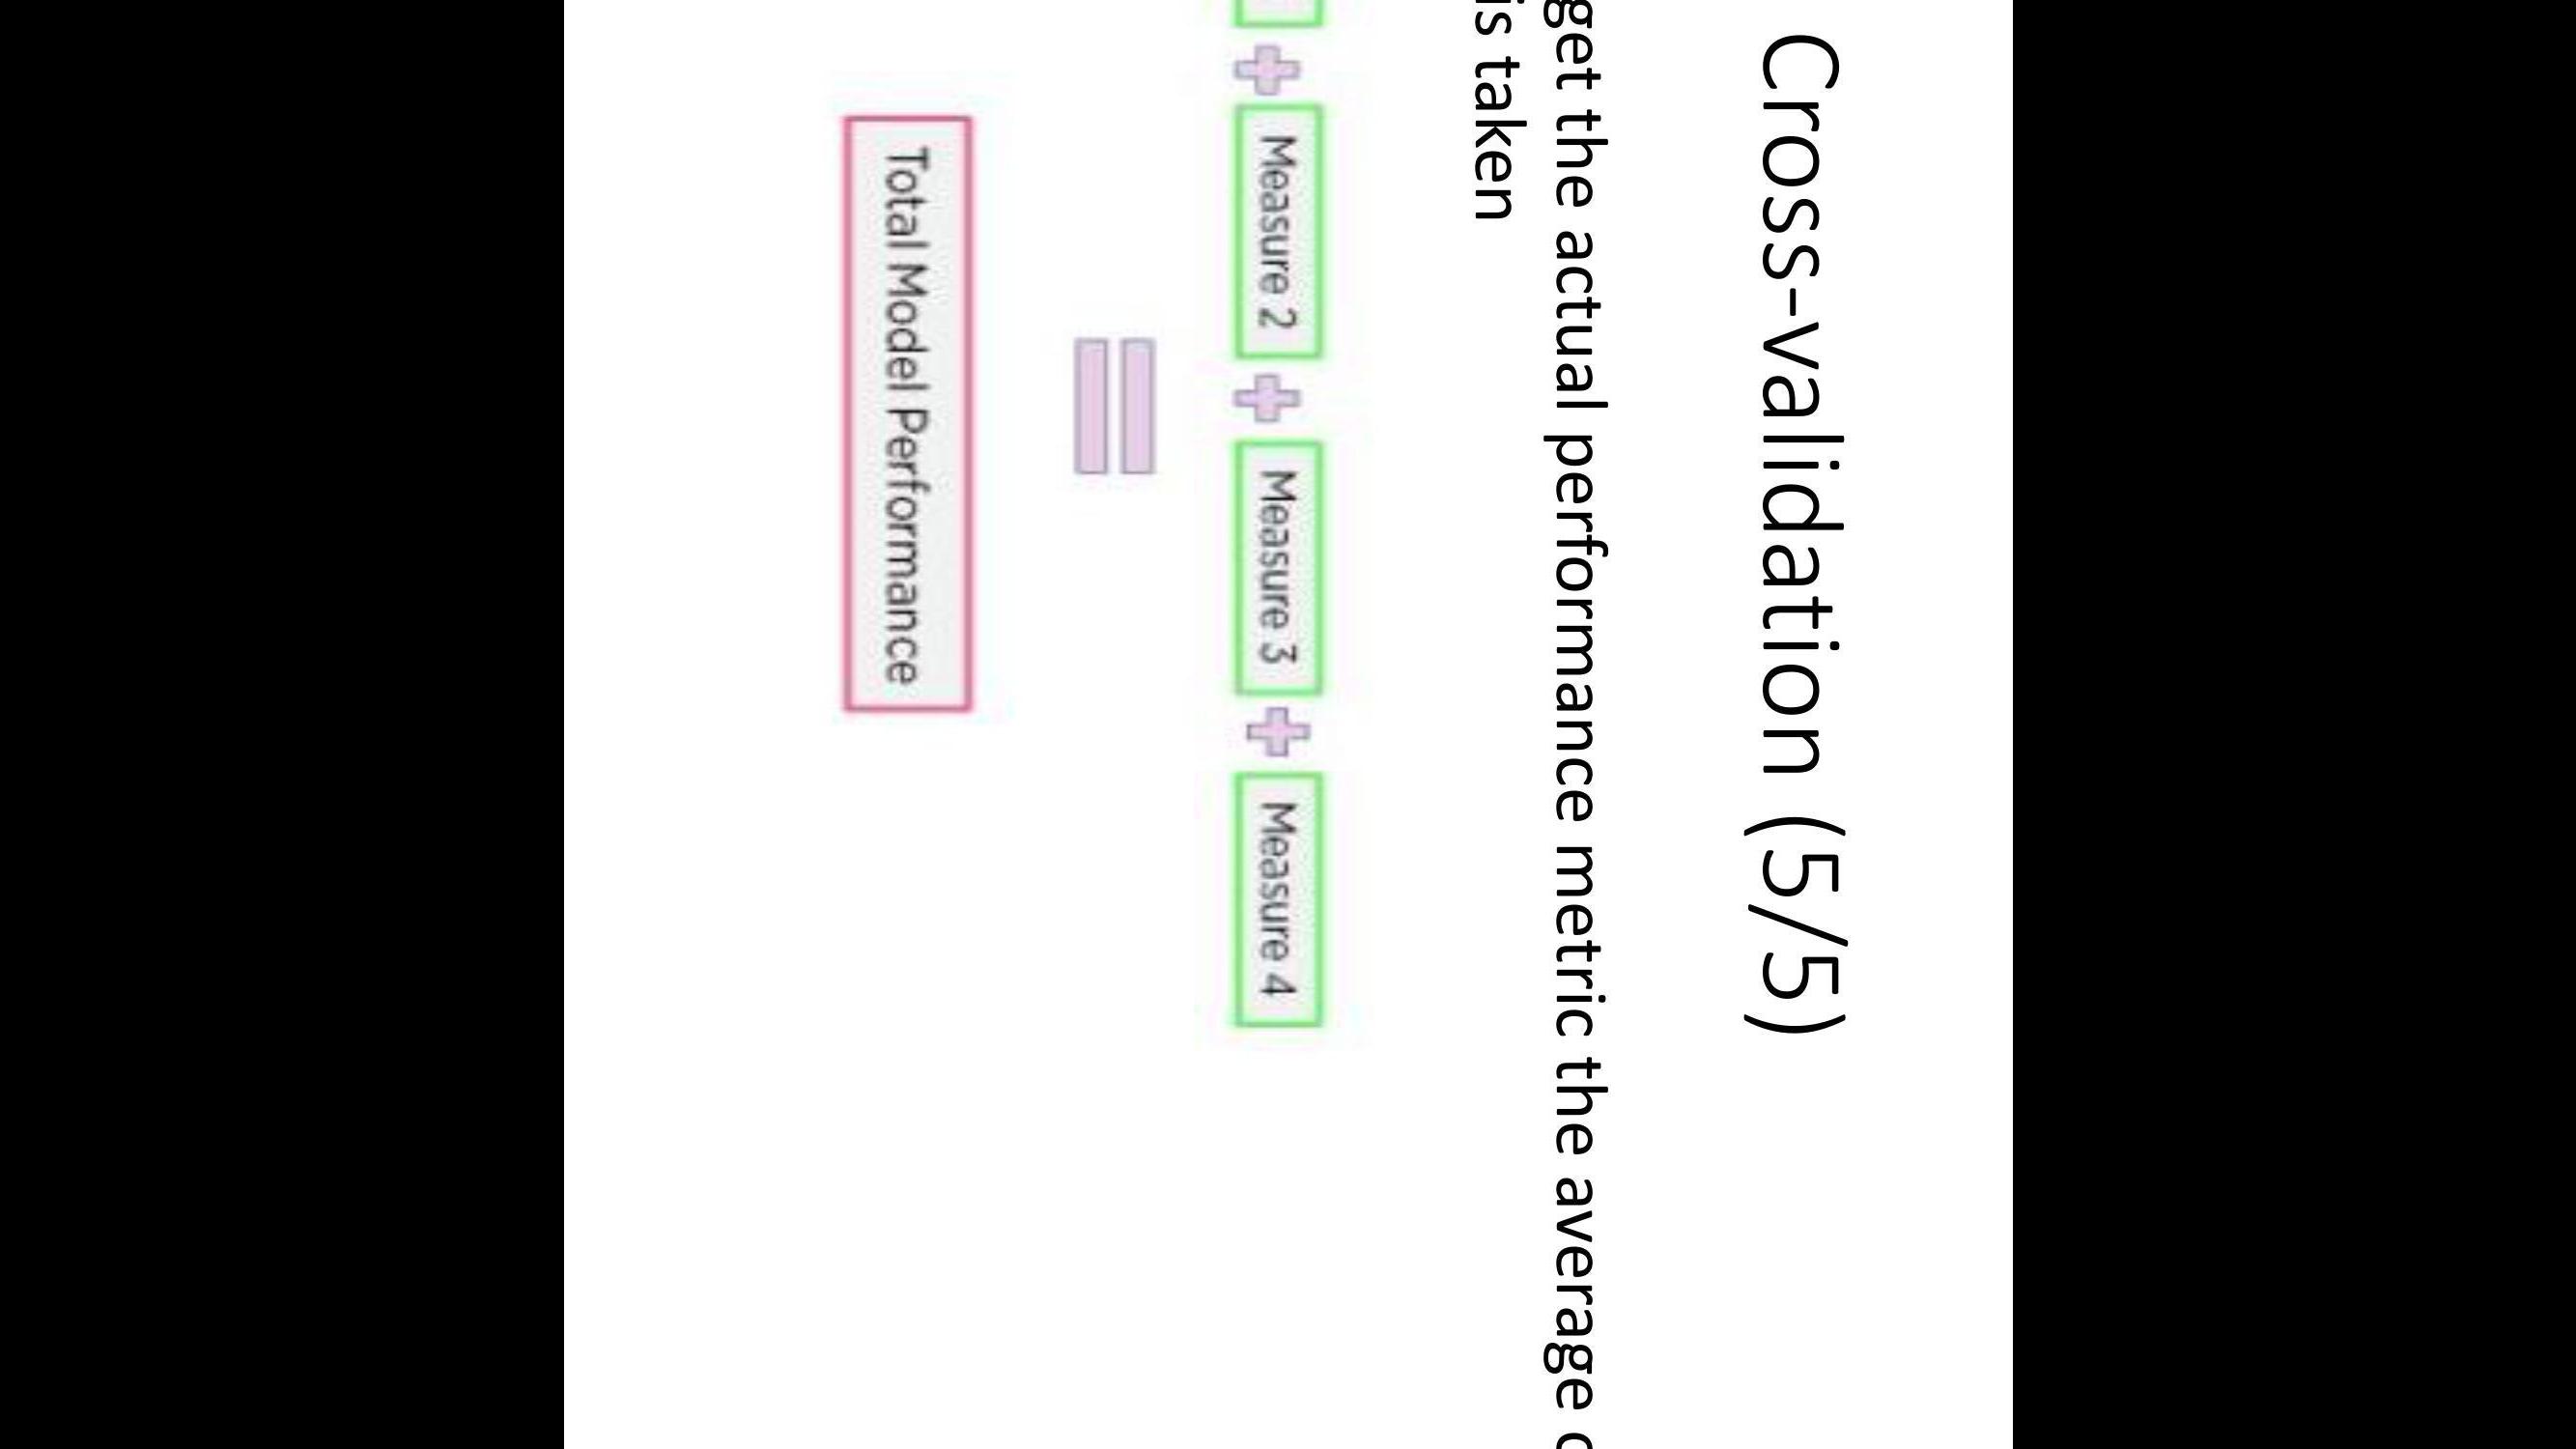 Cross-validation (5/5)
get the actual performance metric the average
is taken
+ Measure 2 + Measure 3 + Measure 4
=
Total Model Performance